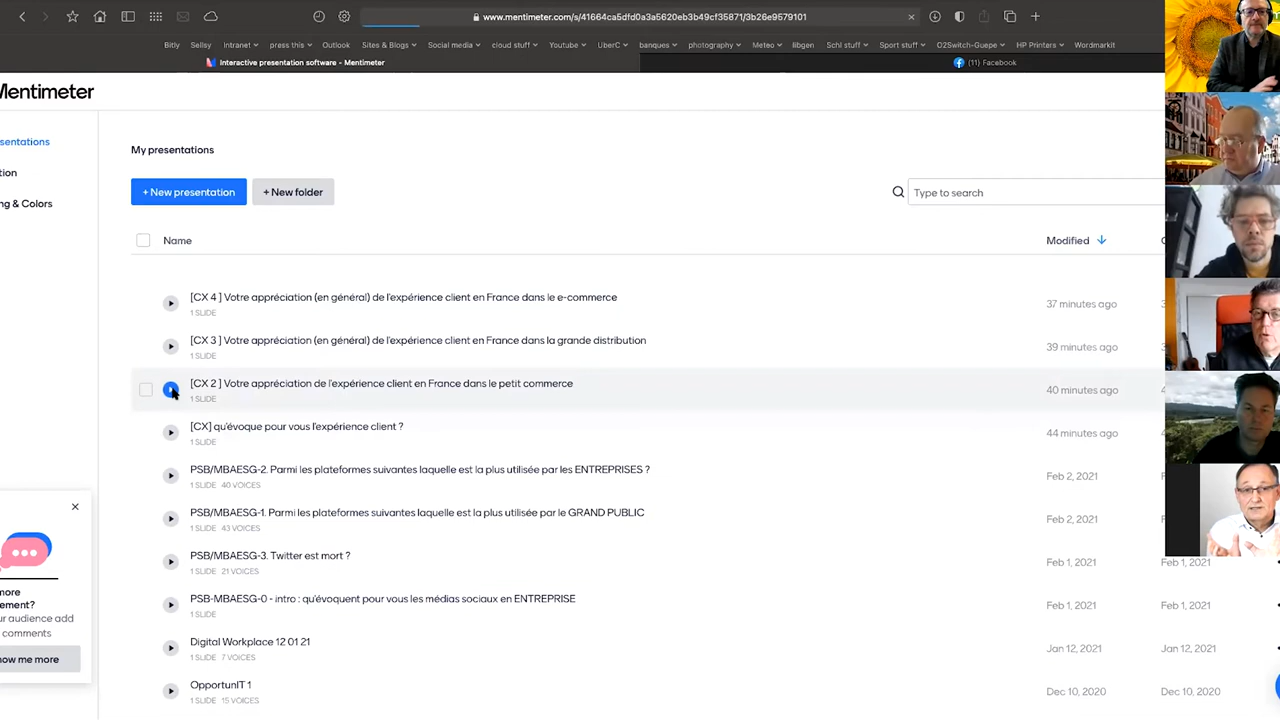 www.mentimeter.com/s/41664ca5dfd0a3a5620eb3b49cf35871/3b26e9579101
Bitly Sellsy Intranet press this Outlook Sites & Blogs Social media cloud stuff Youtube UberC banques photography Meteo libgen Schl stuff Sport stuff O2Switch-Guepe HP Printers Wordmarkit
Interactive presentation software - Mentimeter
(11) Facebook
Mentimeter
sentations
tion
ng & Colors
My presentations
+ New presentation
+ New folder
Type to search
Name
Modified
[CX 4 ] Votre appréciation (en général) de l'expérience client en France dans le e-commerce
1 SLIDE
37 minutes ago
[CX 3 ] Votre appréciation (en général) de l'expérience client en France dans la grande distribution
1 SLIDE
39 minutes ago
[CX 2 ] Votre appréciation de l'expérience client en France dans le petit commerce
1 SLIDE
40 minutes ago
[CX] qu'évoque pour vous l'expérience client ?
1 SLIDE
44 minutes ago
PSB/MBAESG-2. Parmi les plateformes suivantes laquelle est la plus utilisée par les ENTREPRISES ?
1 SLIDE 40 VOICES
Feb 2, 2021
PSB/MBAESG-1. Parmi les plateformes suivantes laquelle est la plus utilisée par le GRAND PUBLIC
1 SLIDE 43 VOICES
Feb 2, 2021
PSB/MBAESG-3. Twitter est mort ?
1 SLIDE 21 VOICES
Feb 1, 2021 Feb 1, 2021
PSB-MBAESG-0 - intro : qu'évoquent pour vous les médias sociaux en ENTREPRISE
1 SLIDE
Feb 1, 2021 Feb 1, 2021
Digital Workplace 12 01 21
1 SLIDE 7 VOICES
Jan 12, 2021 Jan 12, 2021
OpportunIT 1
1 SLIDE 15 VOICES
Dec 10, 2020 Dec 10, 2020
more
ement?
ur audience add
comments
how me more